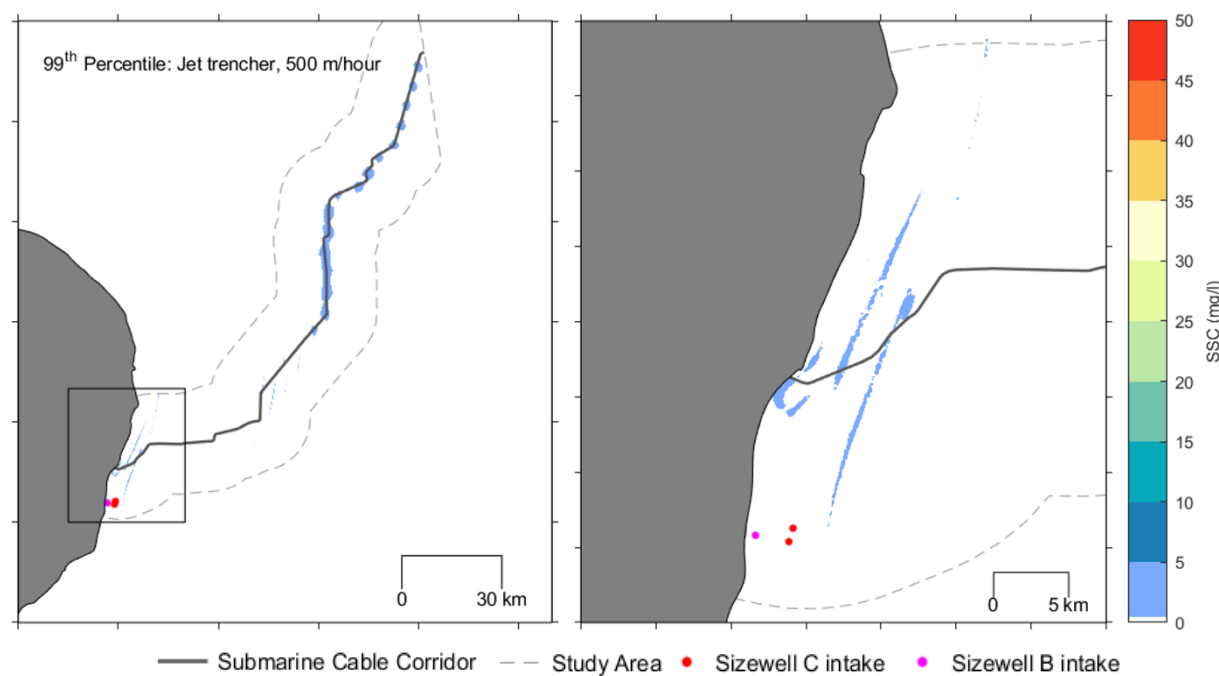 99th Percentile: Jet trencher, 500 m/hour
0 30 km
0 5 km
50
45
40
35
30
25
20
15
10
5
0
SSC (mg/l)
Submarine Cable Corridor Study Area Sizewell C intake Sizewell B intake